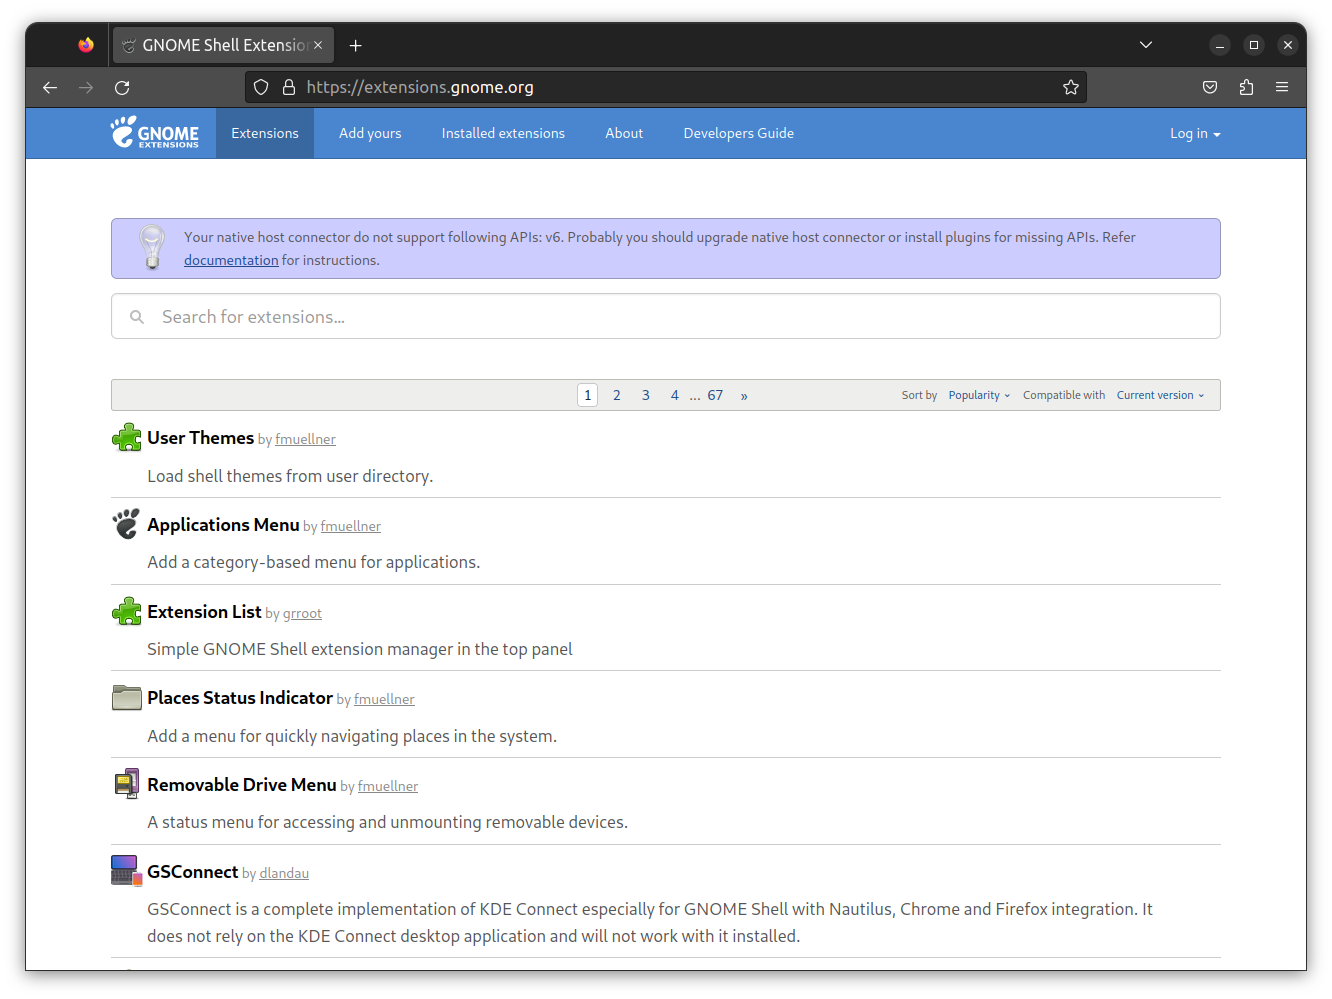 GNOME Shell Extensio
https://extensions.gnome.org
GNOME
EXTENSIONS
Extensions
Add yours
Installed extensions
About
Developers Guide
Log in
Your native host connector do not support following APIs: v6. Probably you should upgrade native host connector or install plugins for missing APIs. Refer
documentation for instructions.
Search for extensions...
1 2 3 4 ... 67 »
Sort by Popularity Compatible with Current version
User Themes by fmuellner
Load shell themes from user directory.
Applications Menu by fmuellner
Add a category-based menu for applications.
Extension List by grroot
Simple GNOME Shell extension manager in the top panel
Places Status Indicator by fmuellner
Add a menu for quickly navigating places in the system.
Removable Drive Menu by fmuellner
A status menu for accessing and unmounting removable devices.
GSConnect by dlandau
GSConnect is a complete implementation of KDE Connect especially for GNOME Shell with Nautilus, Chrome and Firefox integration. It
does not rely on the KDE Connect desktop application and will not work with it installed.